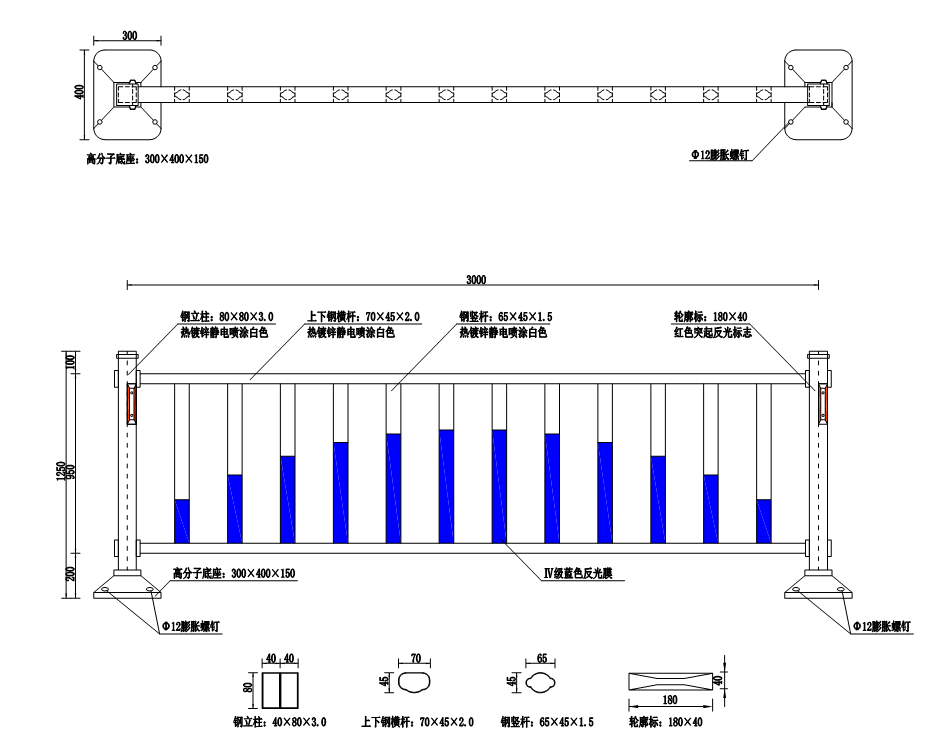 300
400
高分子底座：300×400×150
Φ12膨胀螺钉
3000
钢立柱：80×80×3.0
热镀锌静电喷涂白色
上下钢横杆：70×45×2.0
热镀锌静电喷涂白色
钢竖杆：65×45×1.5
热镀锌静电喷涂白色
轮廓标：180×40
红色突起反光标志
100
1250
950
200
高分子底座：300×400×150
Ⅳ级蓝色反光膜
Φ12膨胀螺钉
Φ12膨胀螺钉
40 40
80
钢立柱：40×80×3.0
70
45
上下钢横杆：70×45×2.0
65
45
钢竖杆：65×45×1.5
40
180
轮廓标：180×40